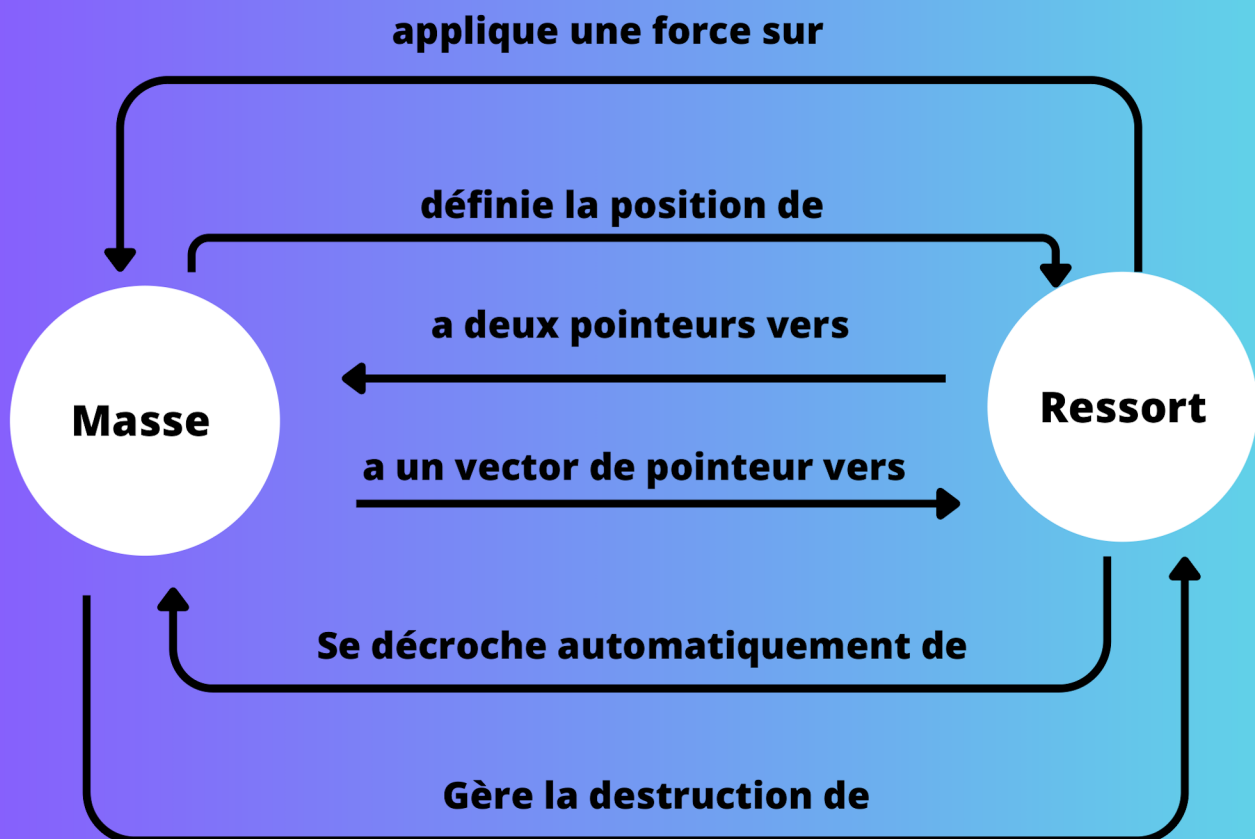 applique une force sur
définie la position de
a deux pointeurs vers
Masse
Ressort
a un vector de pointeur vers
Se décroche automatiquement de
Gère la destruction de